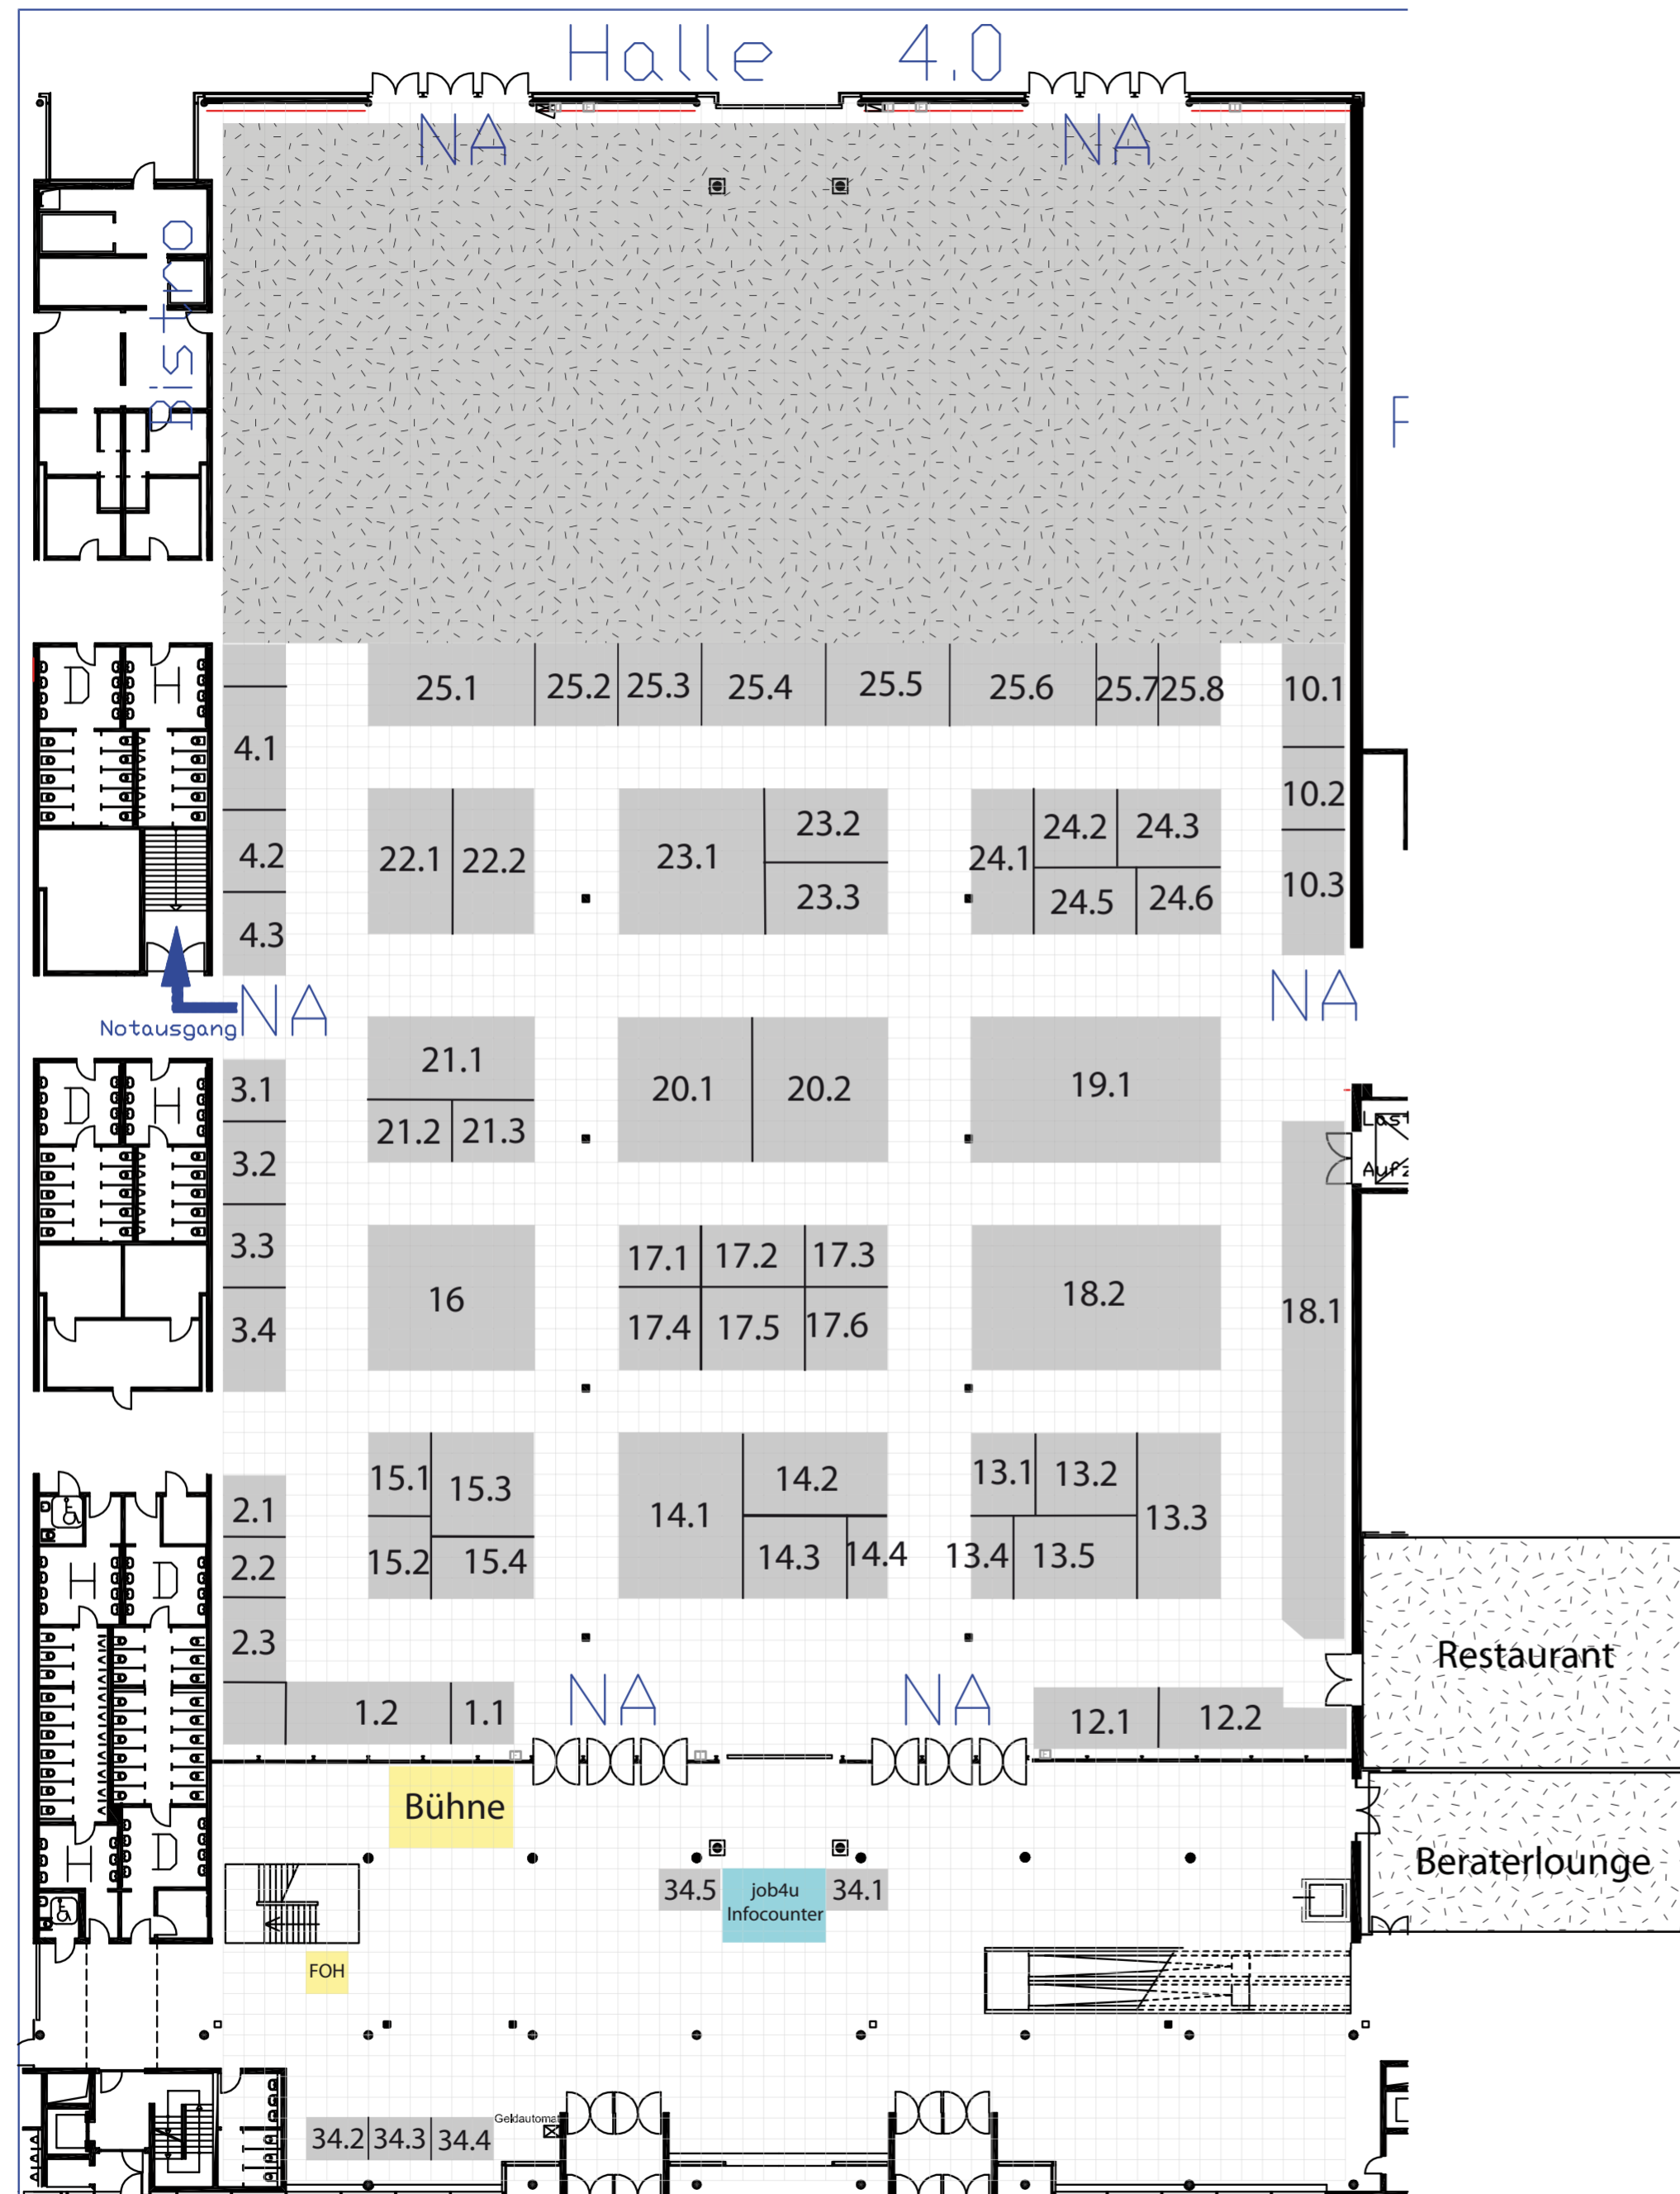 Halle 4.0
NA NA
Bistro
F
D H
25.1 25.2 25.3 25.4 25.5 25.6 25.7 25.8 10.1
4.1
10.2
22.1 22.2 23.1 23.2 24.1 24.2 24.3
4.2
23.3 24.5 24.6 10.3
4.3
NA
Notausgang
NA
D H
3.1 21.1 20.1 20.2 19.1
21.2 21.3
Last
Aufz
3.2
3.3 16 17.1 17.2 17.3 18.2 18.1
3.4 17.4 17.5 17.6
15.1 15.3 14.1 14.2 13.1 13.2 13.3
2.1
H D
2.2 15.2 15.4 14.3 14.4 13.4 13.5
2.3
Restaurant
1.2 1.1 NA NA 12.1 12.2
Bühne
H D
34.5 job4u
Infocounter
34.1
Beraterlounge
FOH
Geldautomat
34.2 34.3 34.4